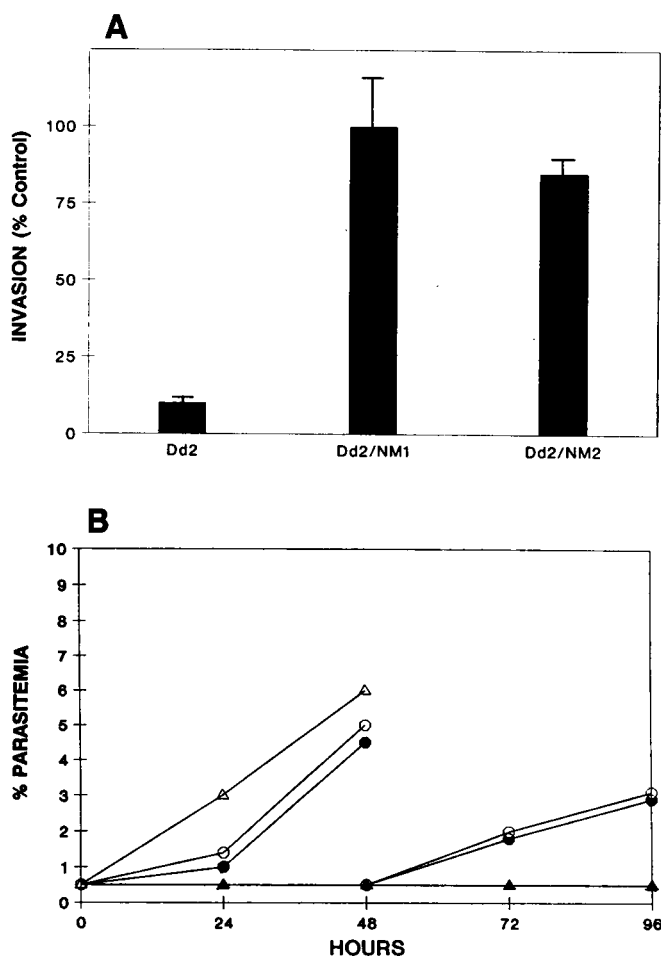 A
INVASION (% Control)
100
75
50
25
0
Dd2 Dd2/NM1 Dd2/NM2
B
% PARASITEMIA
10
9
8
7
6
5
4
3
2
1
0
0 24 48 72 96
HOURS